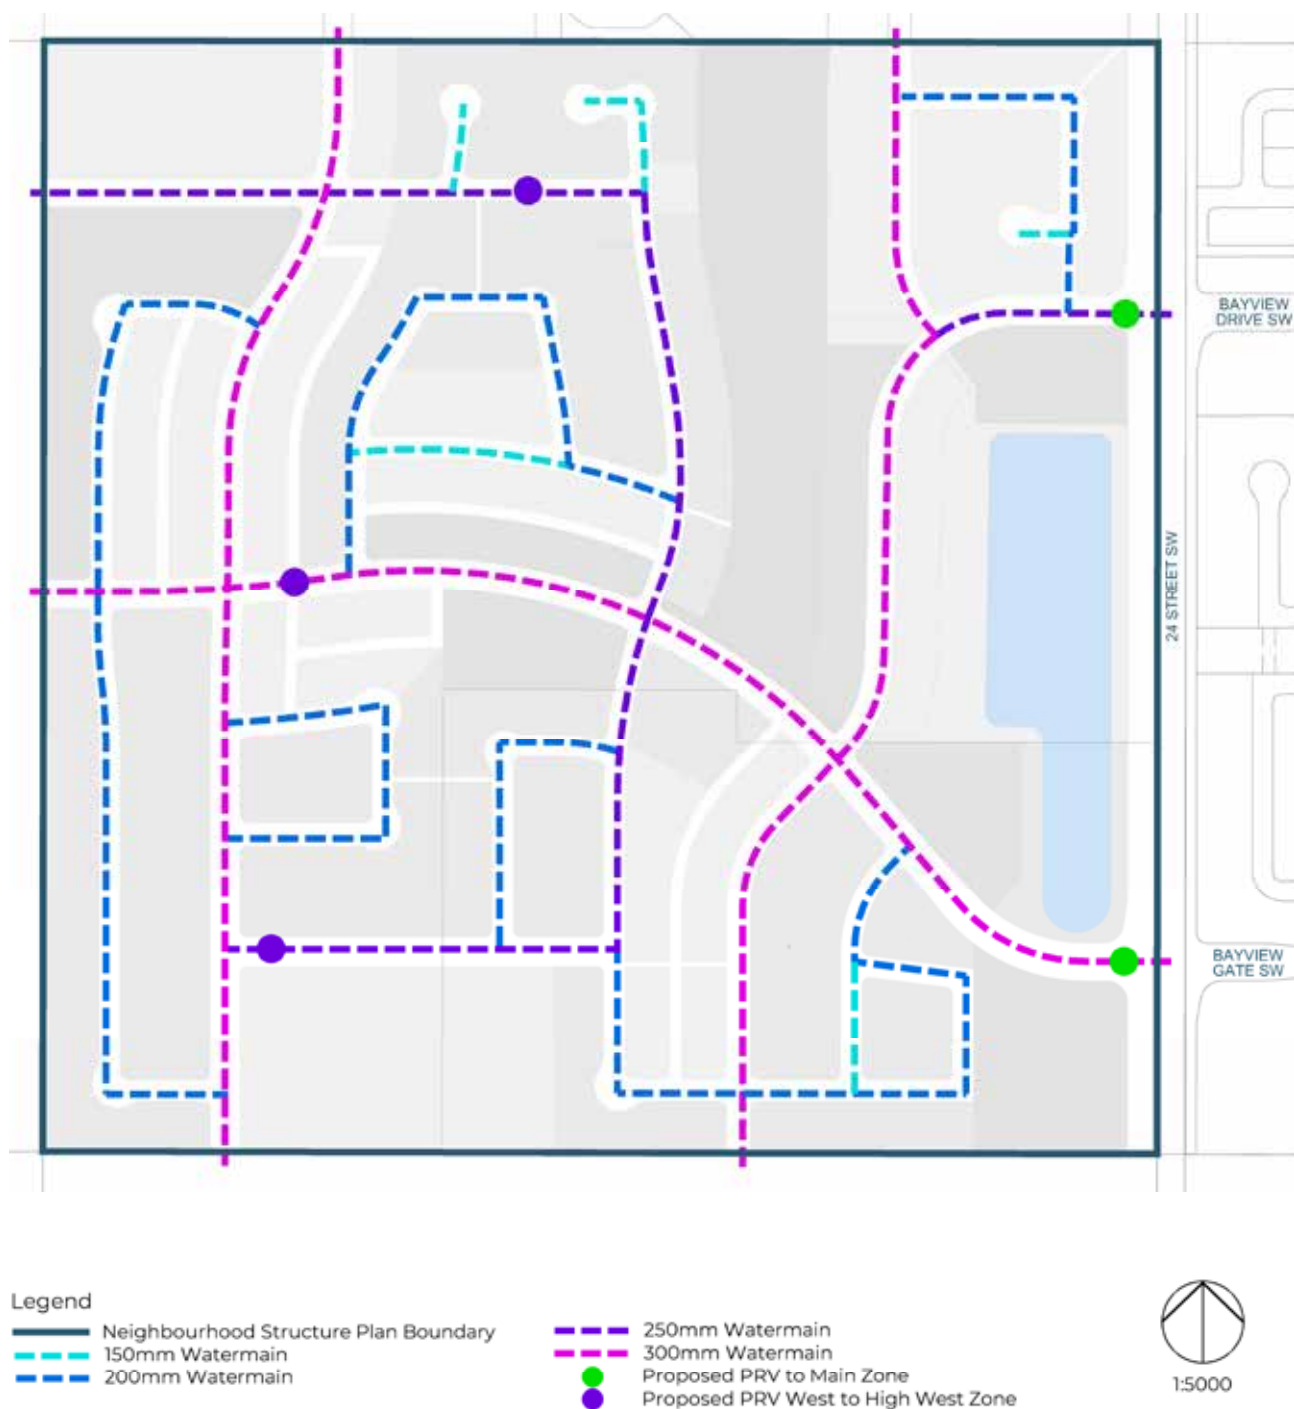 BAYVIEW
DRIVE SW
24 STREET SW
BAYVIEW
GATE SW
Legend
Neighbourhood Structure Plan Boundary
150mm Watermain
200mm Watermain
250mm Watermain
300mm Watermain
Proposed PRV to Main Zone
Proposed PRV West to High West Zone
1:5000